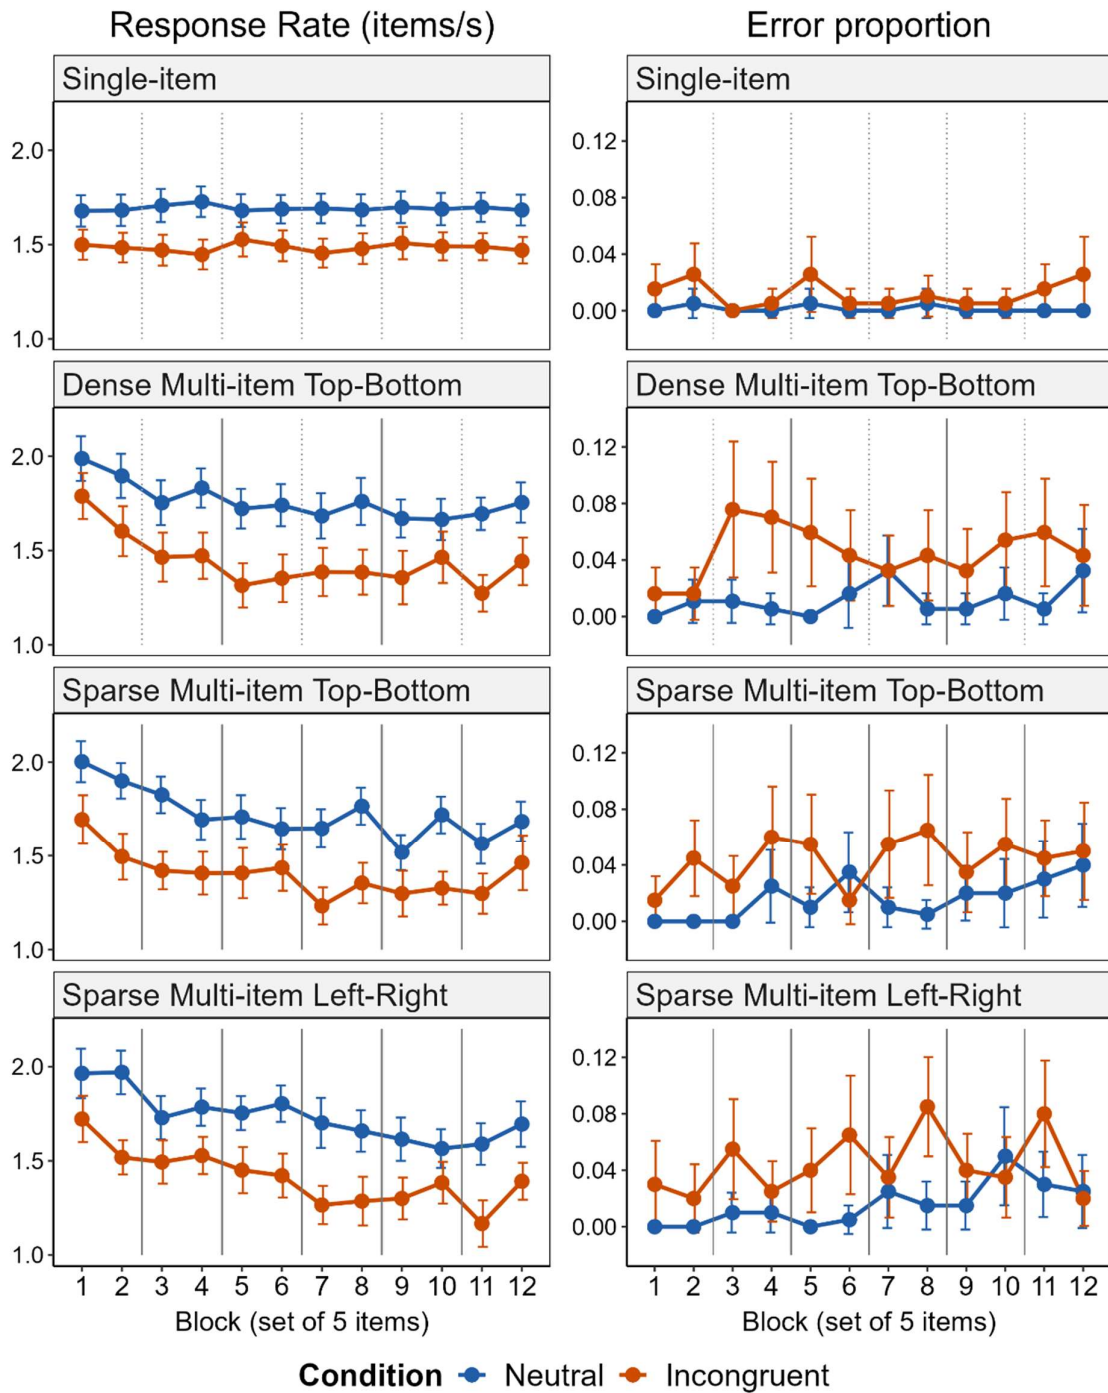 Response Rate (items/s)
Error proportion
Single-item
Single-item
2.0
1.5
1.0
0.12
0.08
0.04
0.00
Dense Multi-item Top-Bottom
Dense Multi-item Top-Bottom
2.0
1.5
1.0
0.12
0.08
0.04
0.00
Sparse Multi-item Top-Bottom
Sparse Multi-item Top-Bottom
2.0
1.5
1.0
0.12
0.08
0.04
0.00
Sparse Multi-item Left-Right
Sparse Multi-item Left-Right
2.0
1.5
1.0
0.12
0.08
0.04
0.00
1 2 3 4 5 6 7 8 9 10 11 12
1 2 3 4 5 6 7 8 9 10 11 12
Block (set of 5 items)
Block (set of 5 items)
Condition Neutral Incongruent